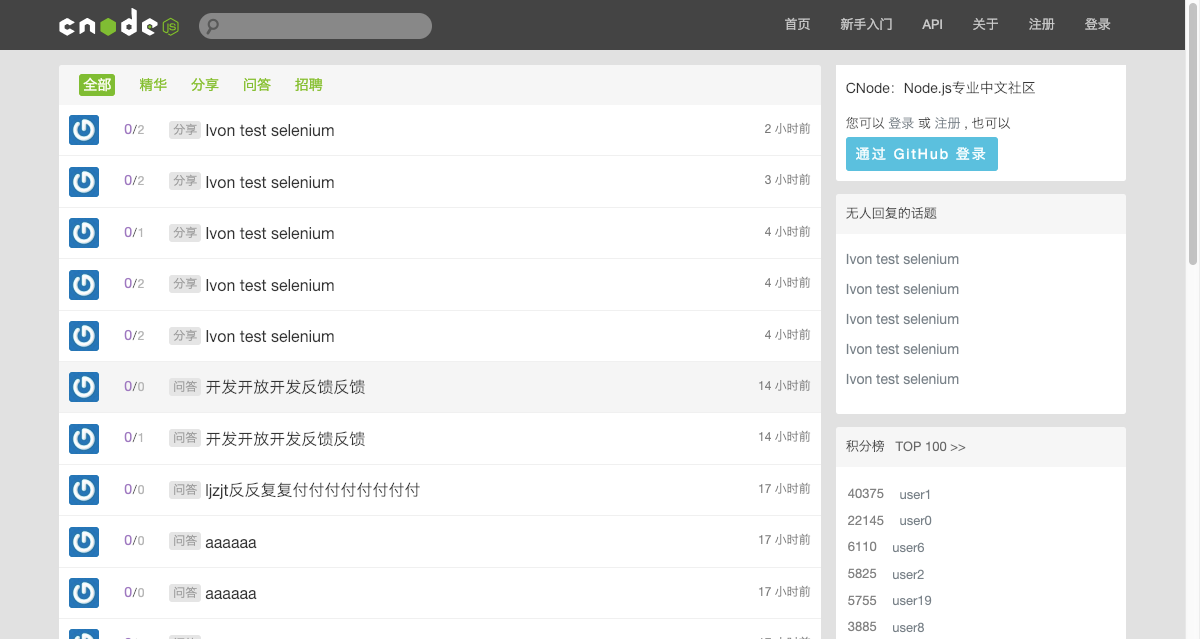 cnode JS
首页 新手入门 API 关于 注册 登录
全部 精华 分享 问答 招聘
0/2 分享 Ivon test selenium 2 小时前
0/2 分享 Ivon test selenium 3 小时前
0/1 分享 Ivon test selenium 4 小时前
0/2 分享 Ivon test selenium 4 小时前
0/2 分享 Ivon test selenium 4 小时前
0/0 问答 开发开放开发反馈反馈 14 小时前
0/1 问答 开发开放开发反馈反馈 14 小时前
0/0 问答 ljzjt反反复复付付付付付付付付 17 小时前
0/0 问答 aaaaaa 17 小时前
0/0 问答 aaaaaa 17 小时前
CNode：Node.js专业中文社区
您可以 登录 或 注册 , 也可以
通过 GitHub 登录
无人回复的话题
Ivon test selenium
Ivon test selenium
Ivon test selenium
Ivon test selenium
Ivon test selenium
积分榜 TOP 100 >>
40375 user1
22145 user0
6110 user6
5825 user2
5755 user19
3885 user8